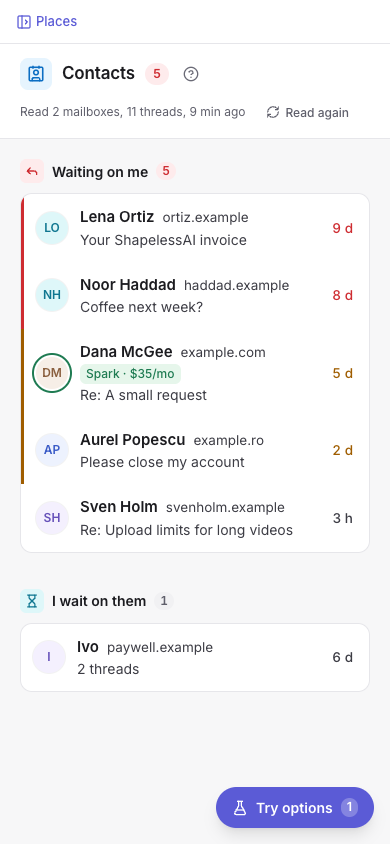 Places
Contacts 5
Read 2 mailboxes, 11 threads, 9 min ago Read again
Waiting on me 5
LO Lena Ortiz ortiz.example
Your ShapelessAI invoice 9 d
NH Noor Haddad haddad.example
Coffee next week? 8 d
DM Dana McGee example.com
Spark · $35/mo 5 d
Re: A small request
AP Aurel Popescu example.ro
Please close my account 2 d
SH Sven Holm svenholm.example
Re: Upload limits for long videos 3 h
I wait on them 1
I Ivo paywell.example
2 threads 6 d
Try options 1